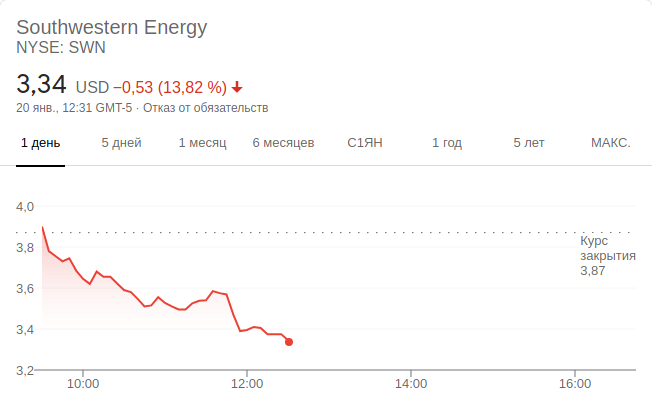 Southwestern Energy
NYSE: SWN
3,34 USD −0,53 (13,82 %)
20 янв., 12:31 GMT-5 · Отказ от обязательств
1 день 5 дней 1 месяц 6 месяцев С1ЯН 1 год 5 лет МАКС.
4,0
Курс
3,8
закрытия
3,87
3,6
3,4
3,2
10:00 12:00 14:00 16:00